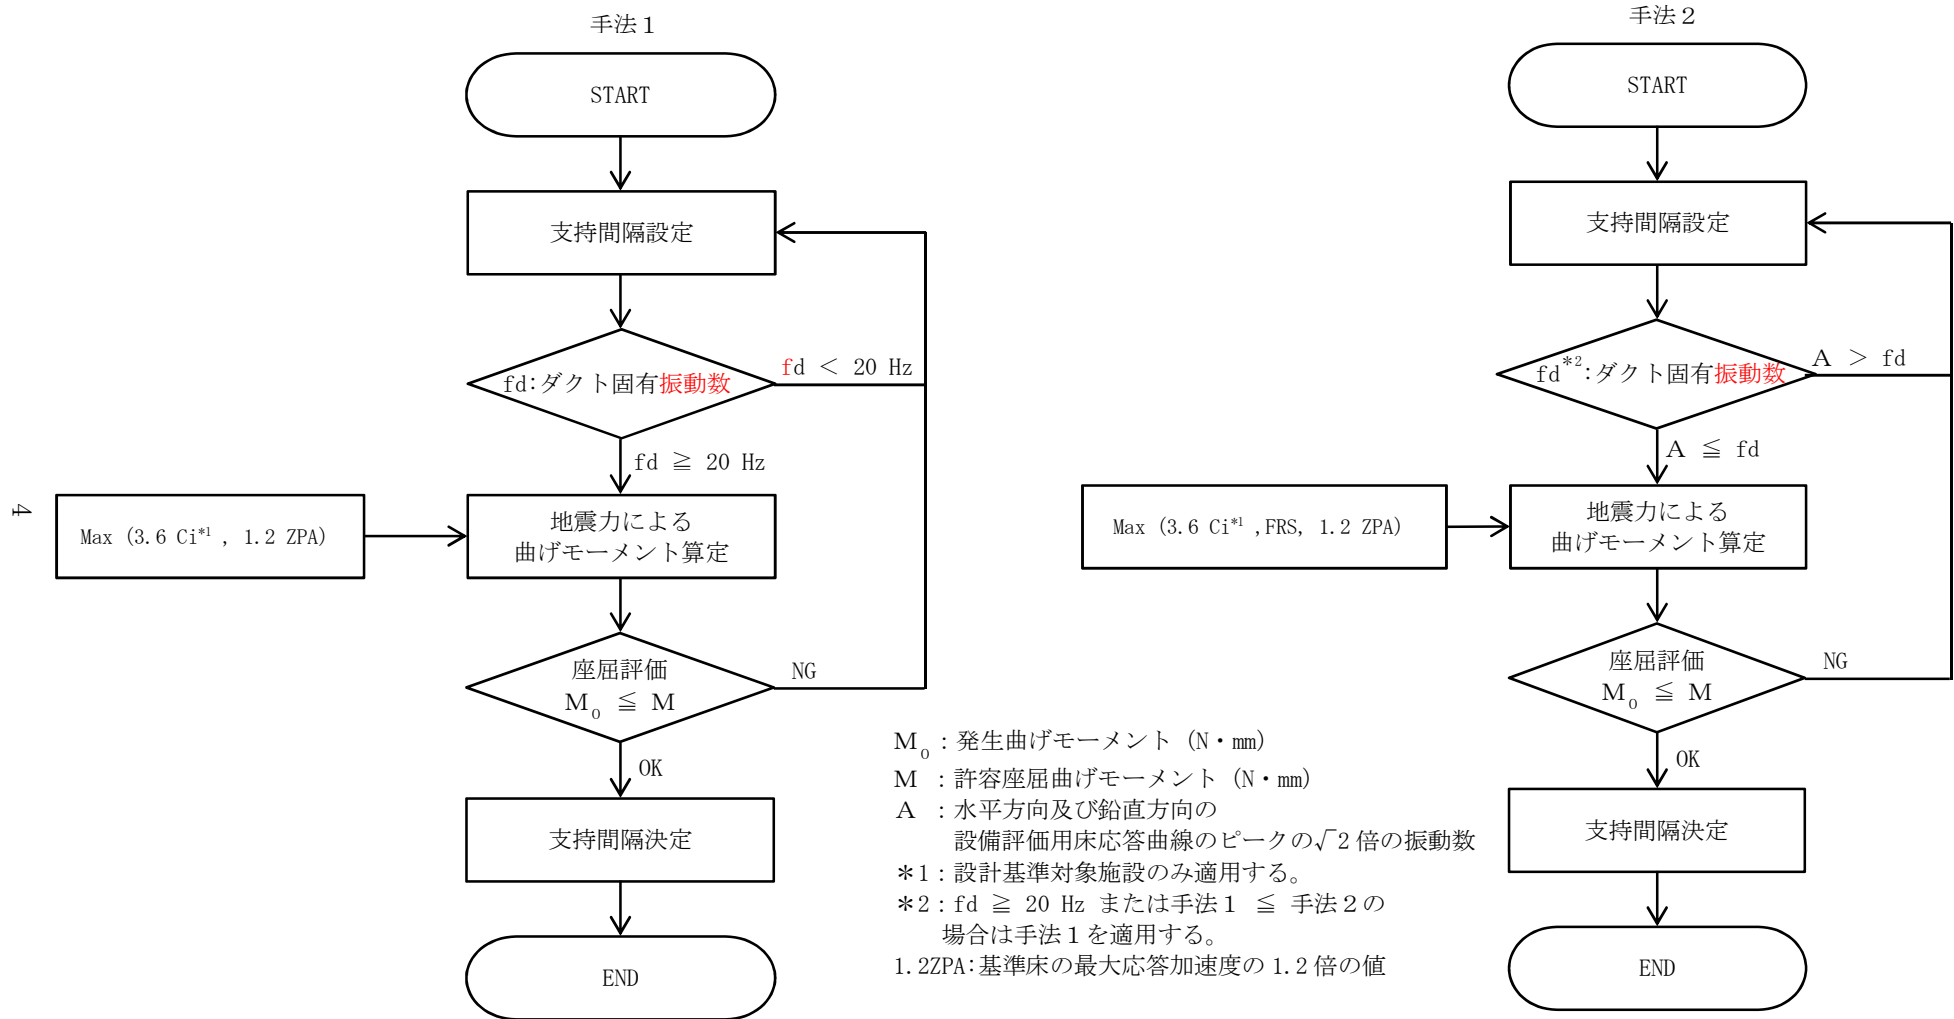 手法１
START
支持間隔設定
fd:ダクト固有振動数
fd ＜ 20 Hz
fd ≧ 20 Hz
Max (3.6 Ci*1 , 1.2 ZPA)
地震力による
曲げモーメント算定
座屈評価
M0 ≦ M
NG
OK
支持間隔決定
END
手法２
START
支持間隔設定
fd*2:ダクト固有振動数
A ＞ fd
A ≦ fd
Max (3.6 Ci*1 ,FRS, 1.2 ZPA)
地震力による
曲げモーメント算定
座屈評価
M0 ≦ M
NG
OK
支持間隔決定
END
M0：発生曲げモーメント (N・mm)
M ：許容座屈曲げモーメント (N・mm)
A ：水平方向及び鉛直方向の
設備評価用床応答曲線のピークの√2倍の振動数
＊1：設計基準対象施設のみ適用する。
＊2：fd ≧ 20 Hz または手法１ ≦ 手法２の
場合は手法１を適用する。
1.2ZPA:基準床の最大応答加速度の1.2倍の値
4